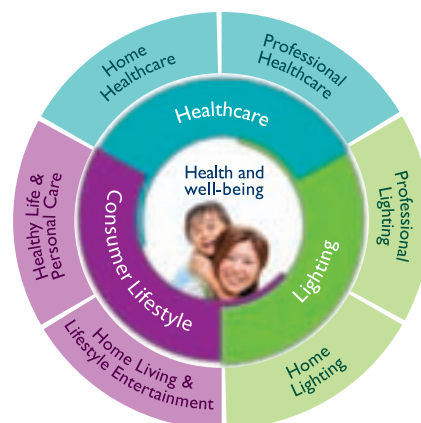 Home
Healthcare
Professional
Healthcare
Healthcare
Health and
well-being
Healthy Life &
Personal Care
Consumer Lifestyle
Lighting
Professional
Lighting
Home Living &
Lifestyle Entertainment
Home
Lighting